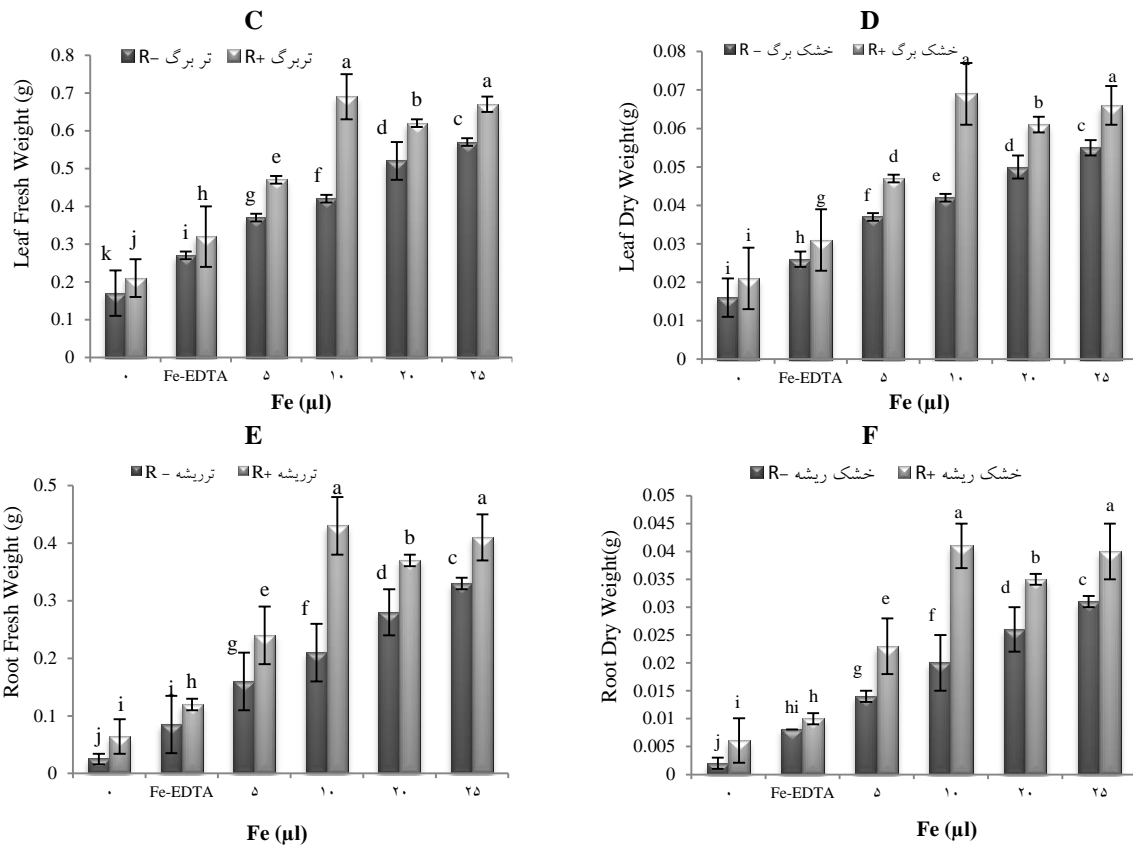 C
R− تر برگ R+ تربرگ
Leaf Fresh Weight (g)
0.8
0.7
0.6
0.5
0.4
0.3
0.2
0.1
0
k j i h g e f a d b c a
۰ Fe-EDTA ۵ ۱۰ ۲۰ ۲۵
Fe (µl)
D
R − خشک برگ R+ خشک برگ
Leaf Dry Weight(g)
0.08
0.07
0.06
0.05
0.04
0.03
0.02
0.01
0
i i h g f d e a d b c a
۰ Fe-EDTA ۵ ۱۰ ۲۰ ۲۵
Fe (µl)
E
R − ترریشه R+ ترریشه
Root Fresh Weight (g)
0.5
0.4
0.3
0.2
0.1
0
j i i h g e f a d b c a
۰ Fe-EDTA ۵ ۱۰ ۲۰ ۲۵
Fe (µl)
F
R− خشک ریشه R+ خشک ریشه
Root Dry Weight(g)
0.05
0.045
0.04
0.035
0.03
0.025
0.02
0.015
0.01
0.005
0
j i hi h g e f a d b c a
۰ Fe-EDTA ۵ ۱۰ ۲۰ ۲۵
Fe (µl)